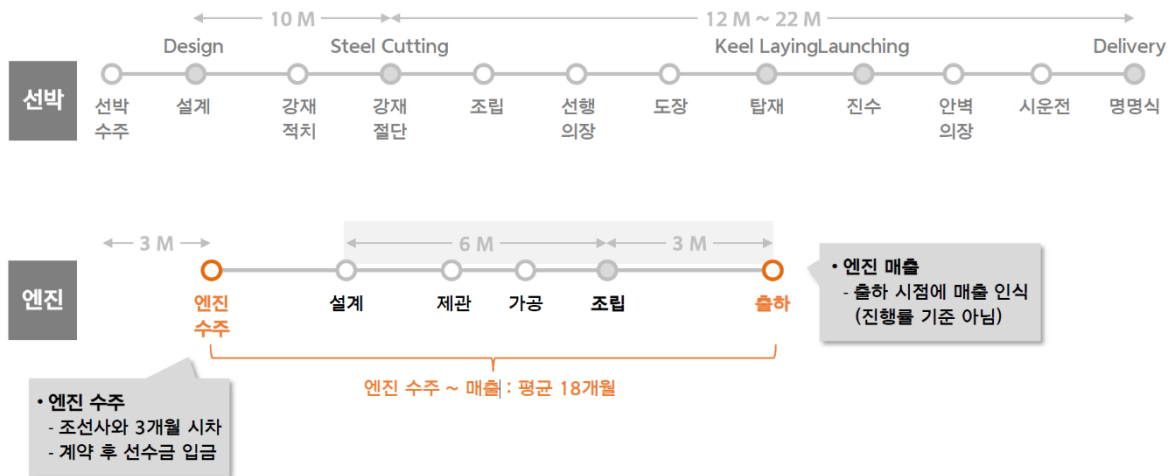 10 M
12 M ~ 22 M
Design
Steel Cutting
Keel Laying
Launching
Delivery
선박
선박
수주
설계
강재
적치
강재
절단
조립
선행
의장
도장
탑재
진수
안벽
의장
시운전
명명식
3 M
6 M
3 M
엔진
엔진
수주
설계
제관
가공
조립
출하
• 엔진 매출
- 출하 시점에 매출 인식
(진행률 기준 아님)
엔진 수주 ~ 매출 : 평균 18개월
• 엔진 수주
- 조선사와 3개월 시차
- 계약 후 선수금 입금